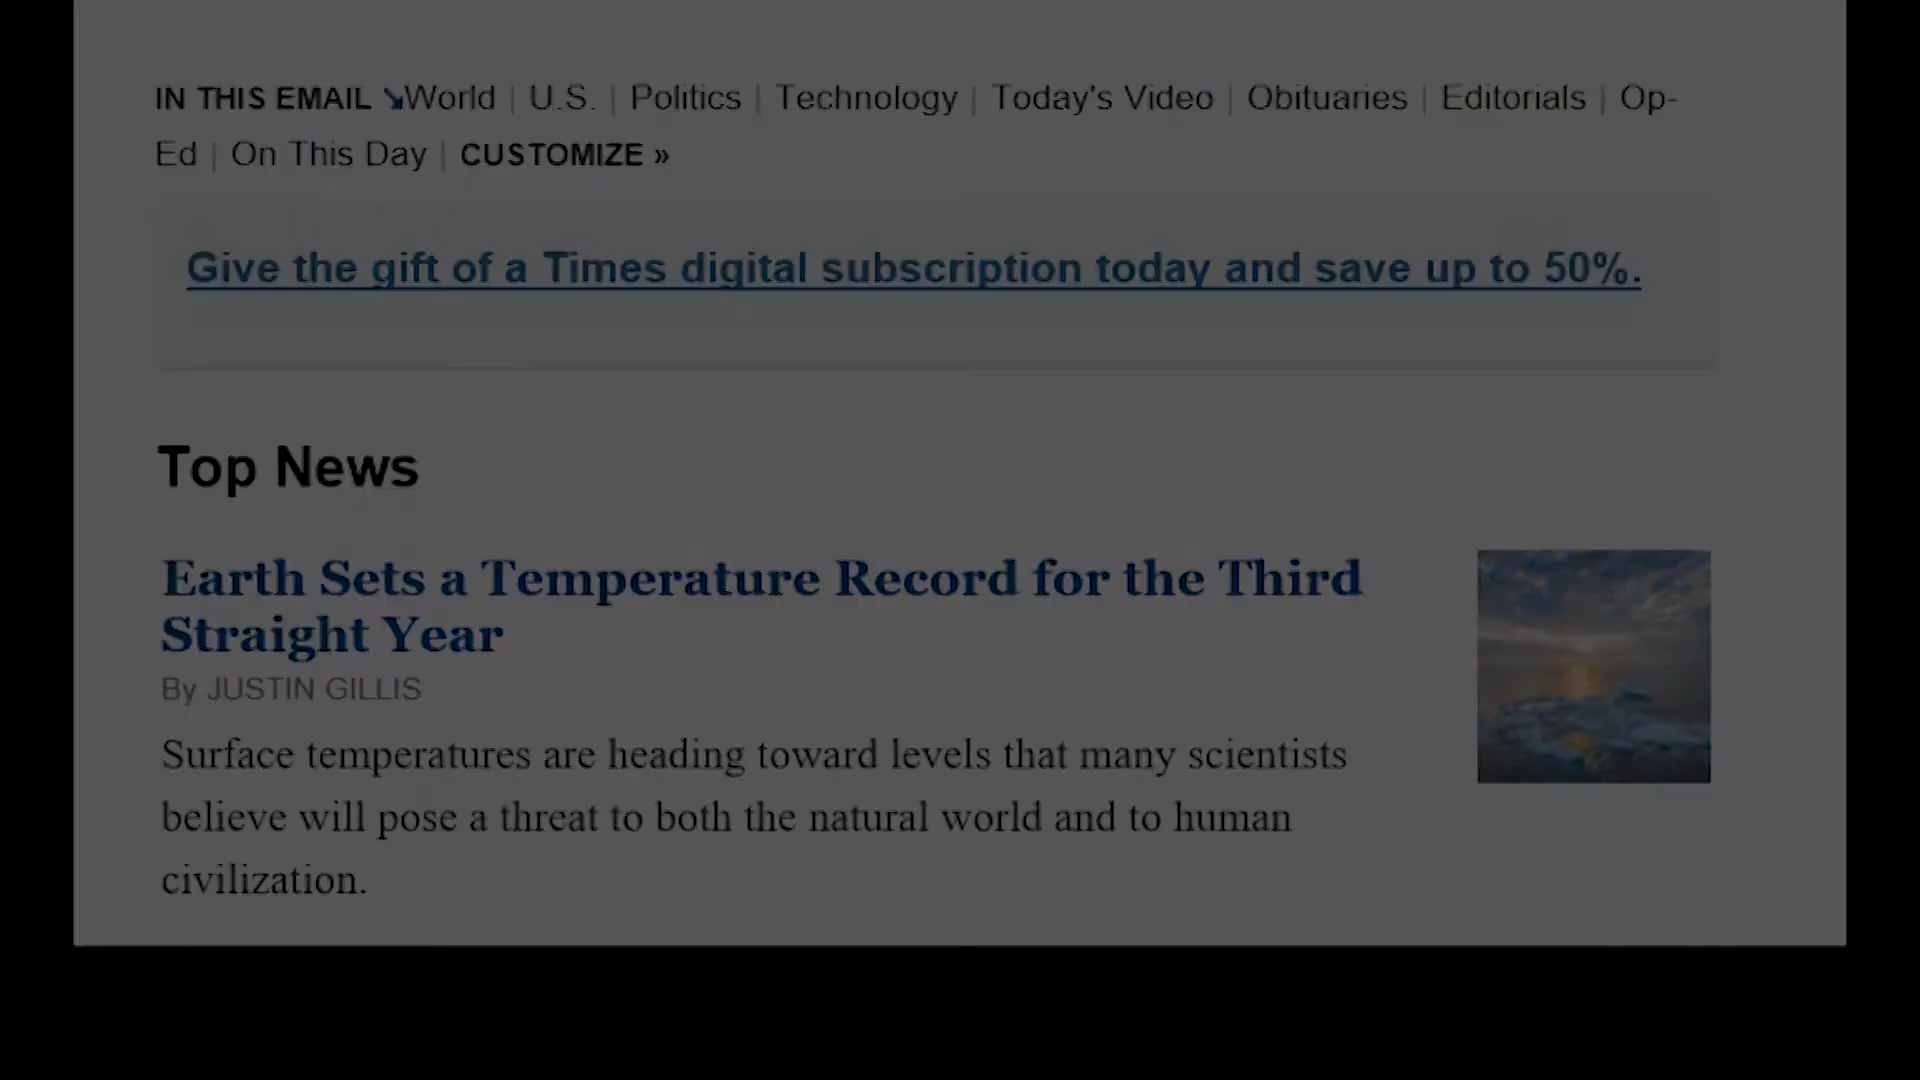 IN THIS EMAIL ↘World | U.S. | Politics | Technology | Today's Video | Obituaries | Editorials | Op-
Ed | On This Day | CUSTOMIZE »
Give the gift of a Times digital subscription today and save up to 50%.
Top News
Earth Sets a Temperature Record for the Third
Straight Year
By JUSTIN GILLIS
Surface temperatures are heading toward levels that many scientists
believe will pose a threat to both the natural world and to human
civilization.